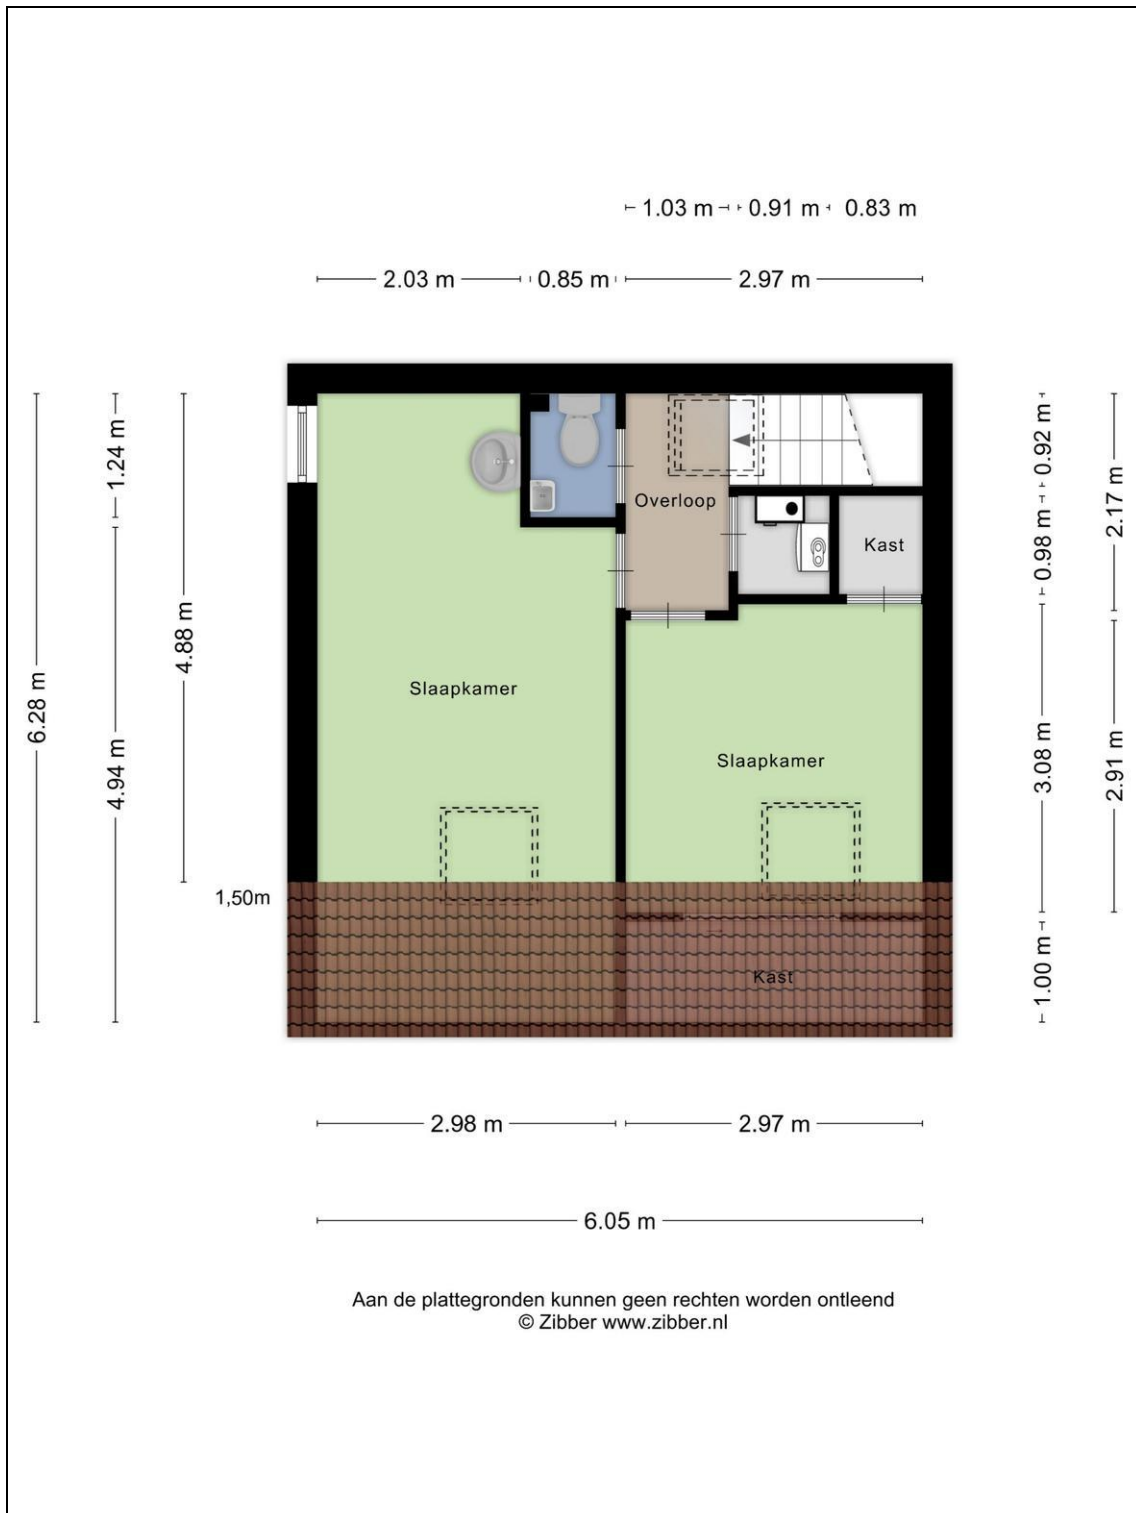 1.03 m 0.91 m 0.83 m
2.03 m 0.85 m 2.97 m
6.28 m
1.24 m
4.94 m
4.88 m
0.92 m
0.98 m
3.08 m
1.00 m
2.17 m
2.91 m
Overloop
Kast
Slaapkamer
Slaapkamer
1,50m
Kast
2.98 m 2.97 m
6.05 m
Aan de plattegronden kunnen geen rechten worden ontleend
© Zibber www.zibber.nl